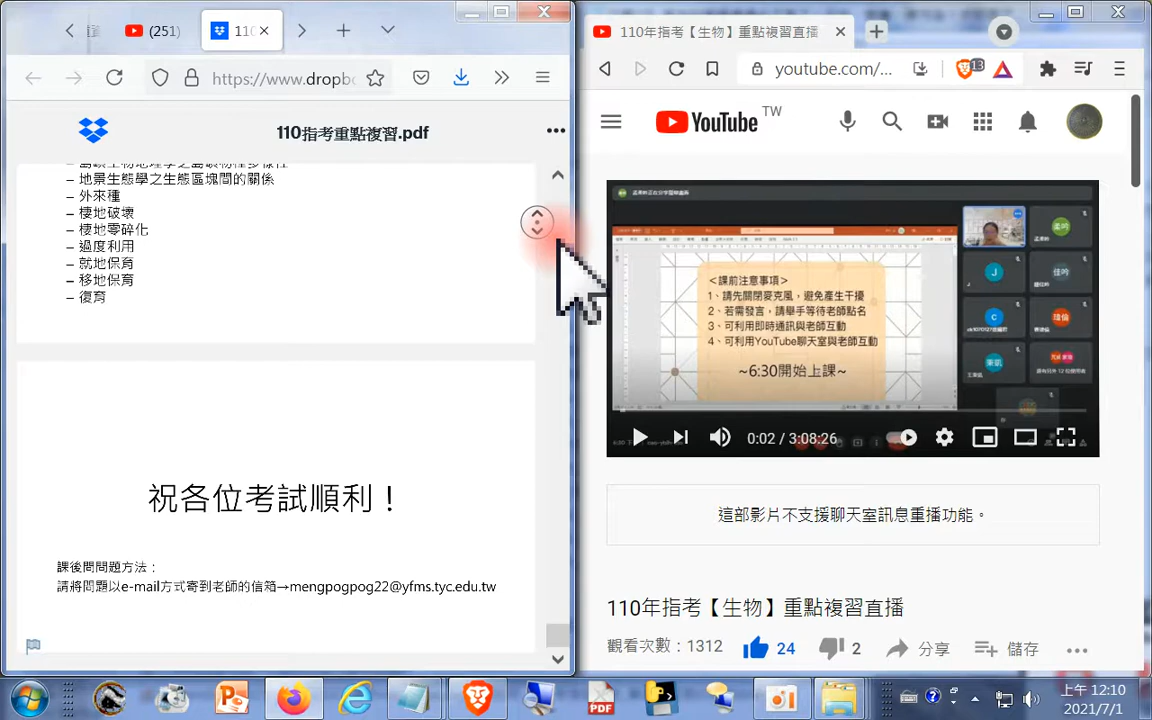 (251)
110
https://www.dropbo
110指考重點複習.pdf
– 地景生態學之生態區塊間的關係
– 外來種
– 棲地破壞
– 棲地零碎化
– 過度利用
– 就地保育
– 移地保育
– 復育
祝各位考試順利！
課後問問題方法：
請將問題以e-mail方式寄到老師的信箱→mengpogpog22@yfms.tyc.edu.tw
110年指考【生物】重點複習直播
youtube.com/...
13
YouTube TW
<課前注意事項>
1、請先關閉麥克風，避免產生干擾
2、若需發言，請舉手等待老師點名
3、可利用即時通訊與老師互動
4、可利用YouTube聊天室與老師互動
~6:30開始上課~
0:02 / 3:08:26
這部影片不支援聊天室訊息重播功能。
110年指考【生物】重點複習直播
觀看次數：1312
24
2
分享
儲存
PDF
上午 12:10
2021/7/1